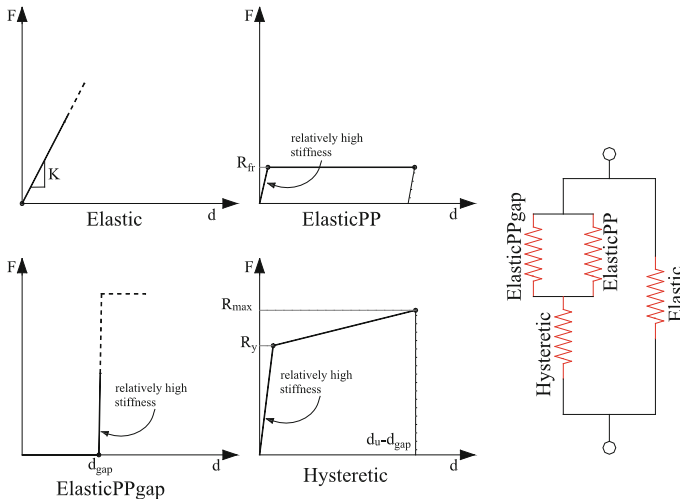 F
K
Elastic
d
F
relatively high
stiffness
Rfr
ElasticPP
d
F
relatively high
stiffness
dgap
d
ElasticPPgap
F
Rmax
Ry
relatively high
stiffness
du-dgap
Hysteretic
d
ElasticPPgap
ElasticPP
Elastic
Hysteretic